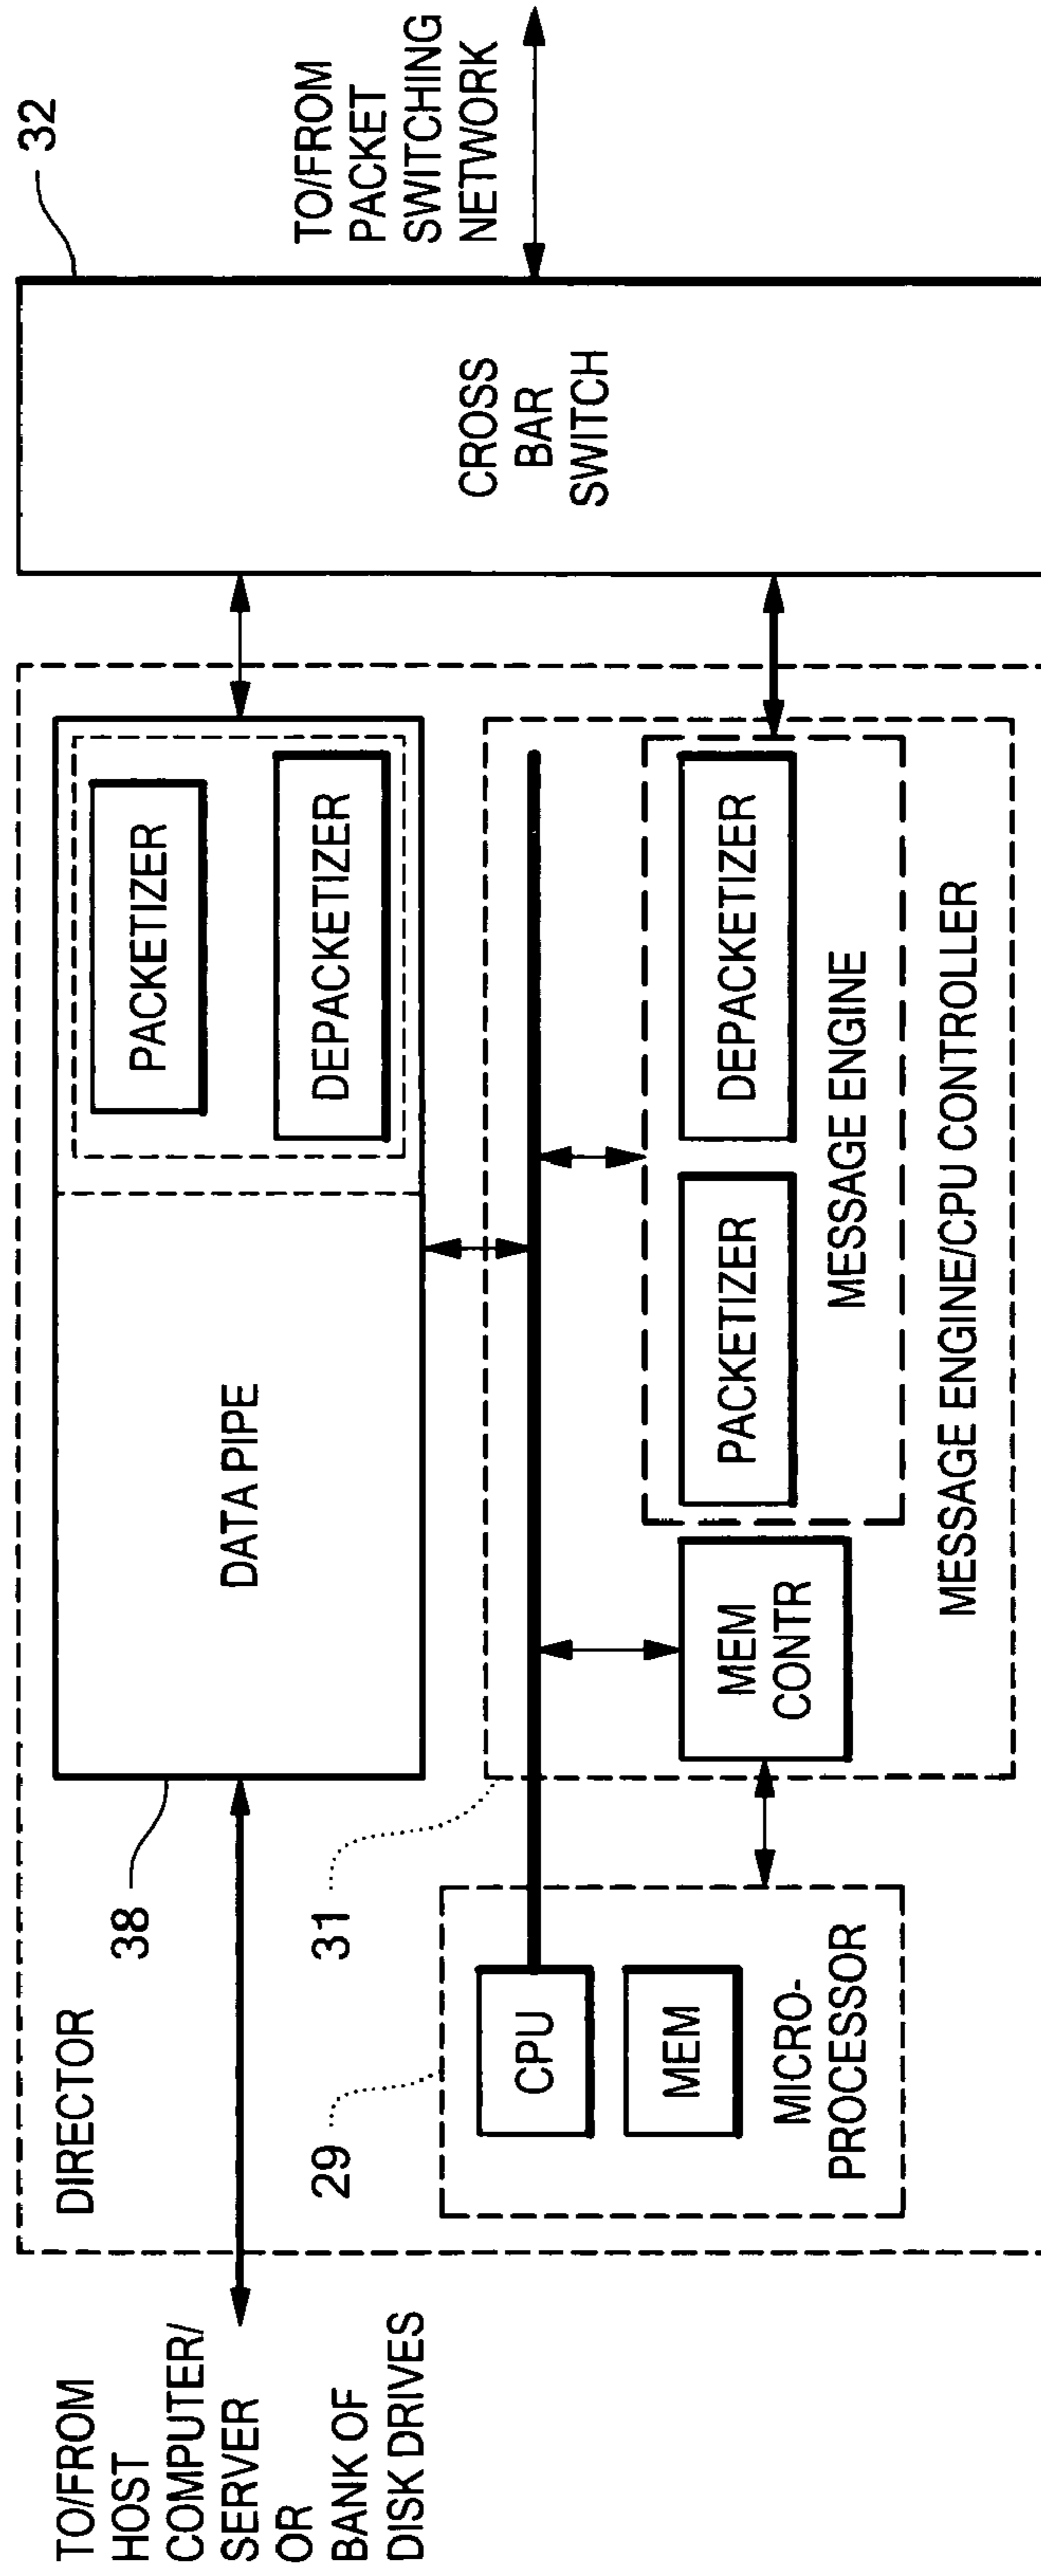 TO/FROM
HOST
COMPUTER/
SERVER
OR
BANK OF
DISK DRIVES
DIRECTOR
38
DATA PIPE
PACKETIZER
DEPACKETIZER
31
29
CPU
MEM
MICRO-
PROCESSOR
MEM
CONTR
PACKETIZER
DEPACKETIZER
MESSAGE ENGINE
MESSAGE ENGINE/CPU CONTROLLER
32
CROSS
BAR
SWITCH
TO/FROM
PACKET
SWITCHING
NETWORK